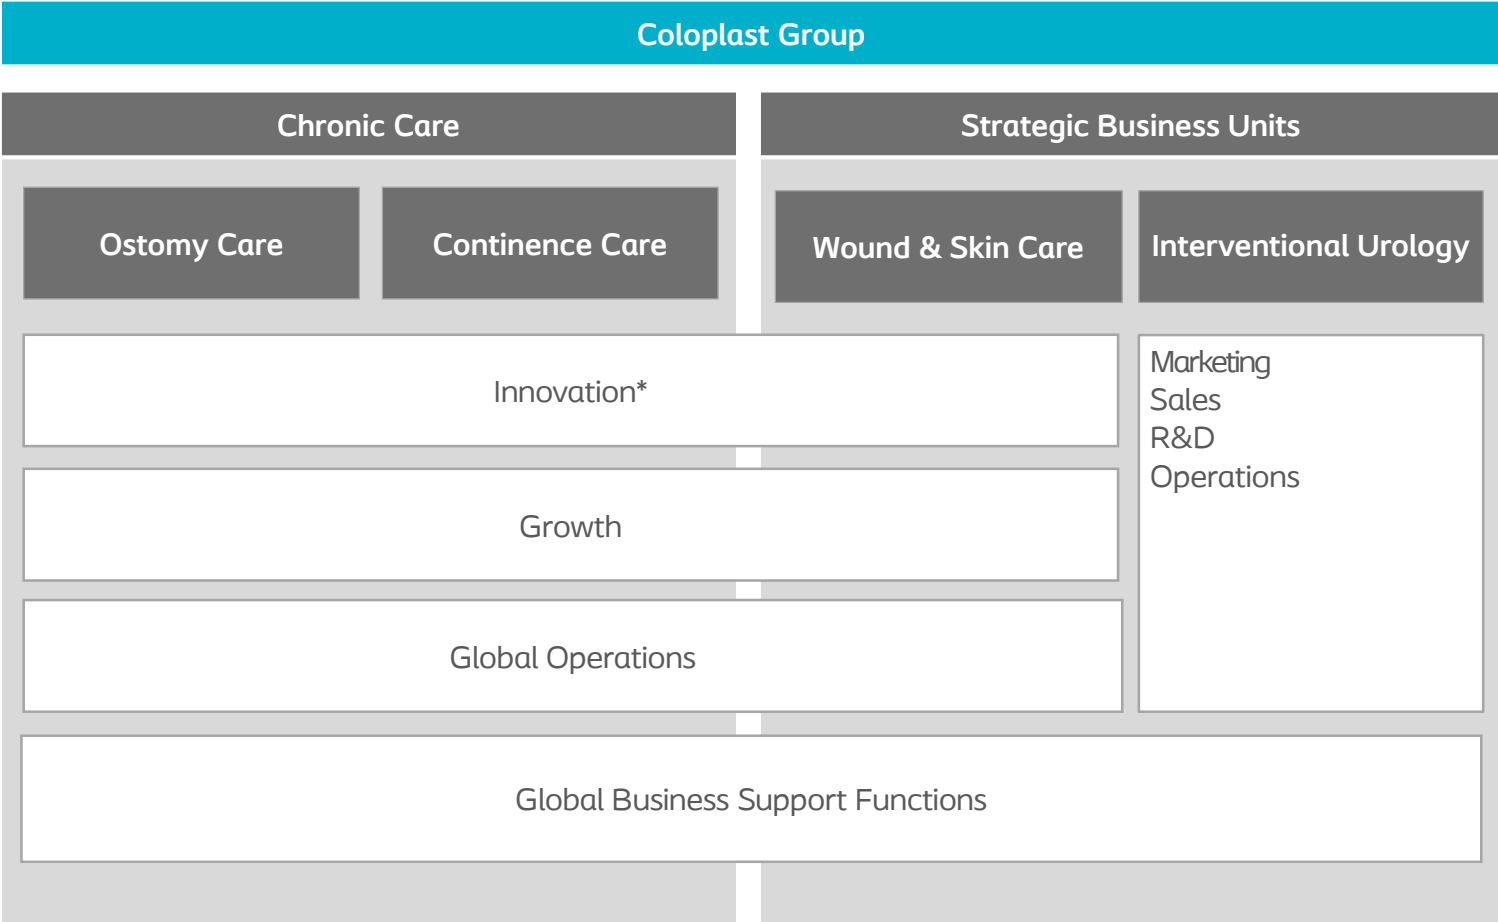 Coloplast Group
Chronic Care
Strategic Business Units
Ostomy Care
Continence Care
Wound & Skin Care
Interventional Urology
Innovation*
Growth
Global Operations
Marketing
Sales
R&D
Operations
Global Business Support Functions